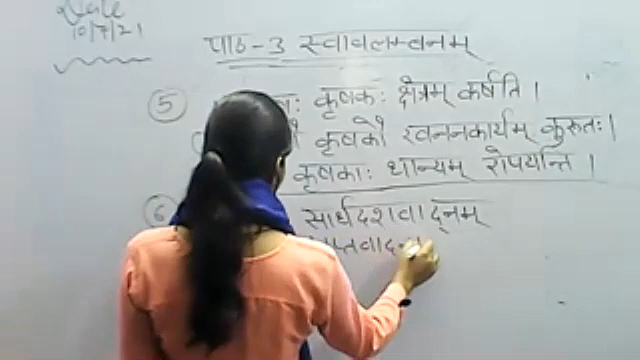 Date
10/7/21
पाठ-3 स्वावलम्बनम्
5 कृषकः क्षेत्रम् कर्षति ।
कृषकौ खननकार्यम् कुरुतः ।
कृषकाः धान्यम् रोपयन्ति ।
6 सार्धदशवादनम्